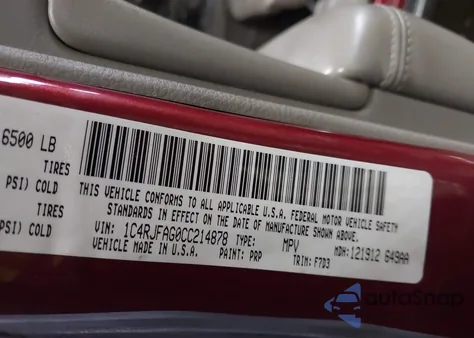 6500 LB
TIRES
PSI) COLD
TIRES
PSI) COLD
THIS VEHICLE CONFORMS TO ALL APPLICABLE U.S.A. FEDERAL MOTOR VEHICLE SAFETY
STANDARDS IN EFFECT ON THE DATE OF MANUFACTURE SHOWN ABOVE.
VIN: 1C4RJFAG0CC214878 TYPE: MPV MDH: 121912 649AA
VEHICLE MADE IN U.S.A. PAINT: PRP TRIM: F7D3
autoSnap